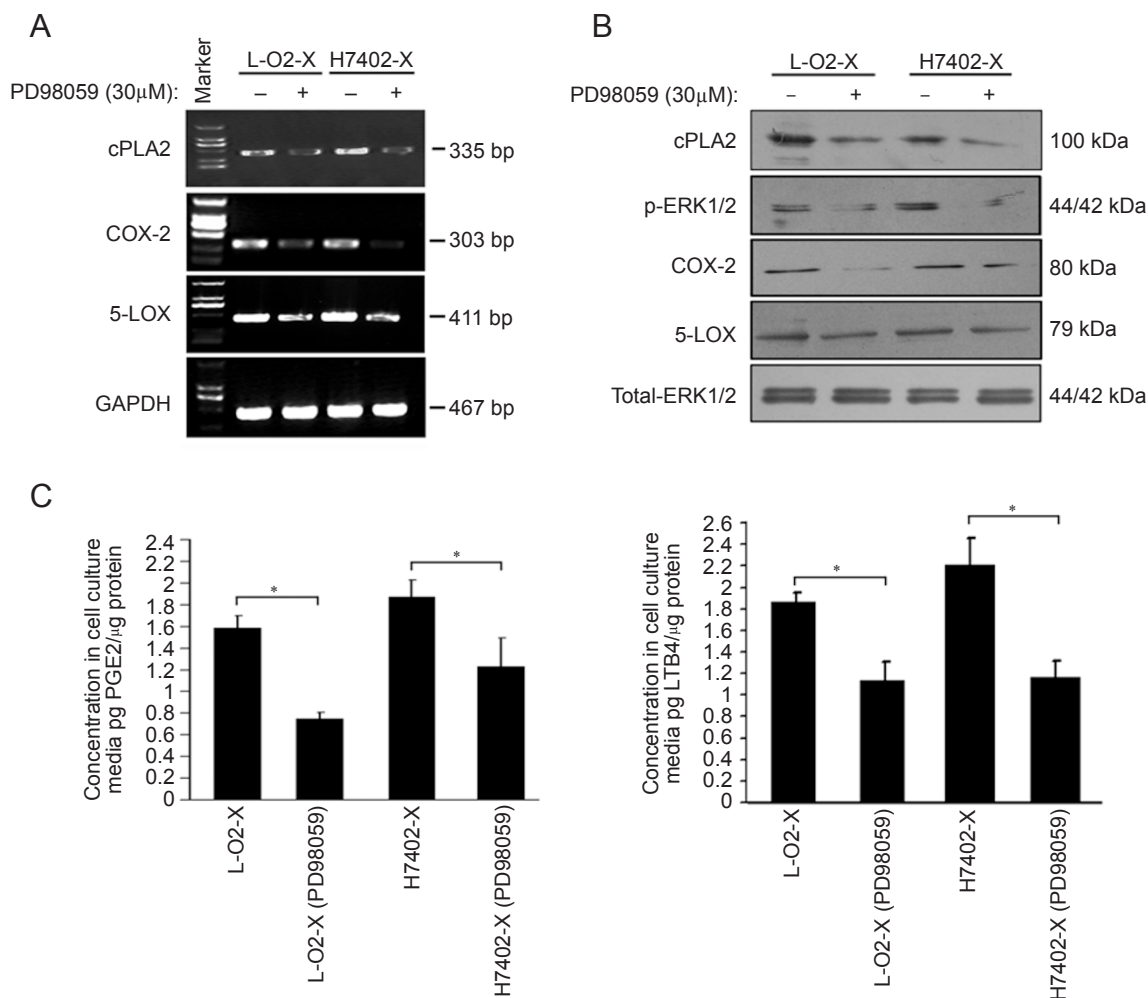 A
Marker
L-O2-X H7402-X
PD98059 (30μM): – + – +
cPLA2 335 bp
COX-2 303 bp
5-LOX 411 bp
GAPDH 467 bp
B
L-O2-X H7402-X
PD98059 (30μM): – + – +
cPLA2 100 kDa
p-ERK1/2 44/42 kDa
COX-2 80 kDa
5-LOX 79 kDa
Total-ERK1/2 44/42 kDa
C
Concentration in cell culture
media pg PGE2/μg protein
2.4
2.2
2
1.8
1.6
1.4
1.2
1
0.8
0.6
0.4
0.2
0
*
*
L-O2-X
L-O2-X (PD98059)
H7402-X
H7402-X (PD98059)
Concentration in cell culture
media pg LTB4/μg protein
2.6
2.4
2.2
2
1.8
1.6
1.4
1.2
1
0.8
0.6
0.4
0.2
0
*
*
L-O2-X
L-O2-X (PD98059)
H7402-X
H7402-X (PD98059)